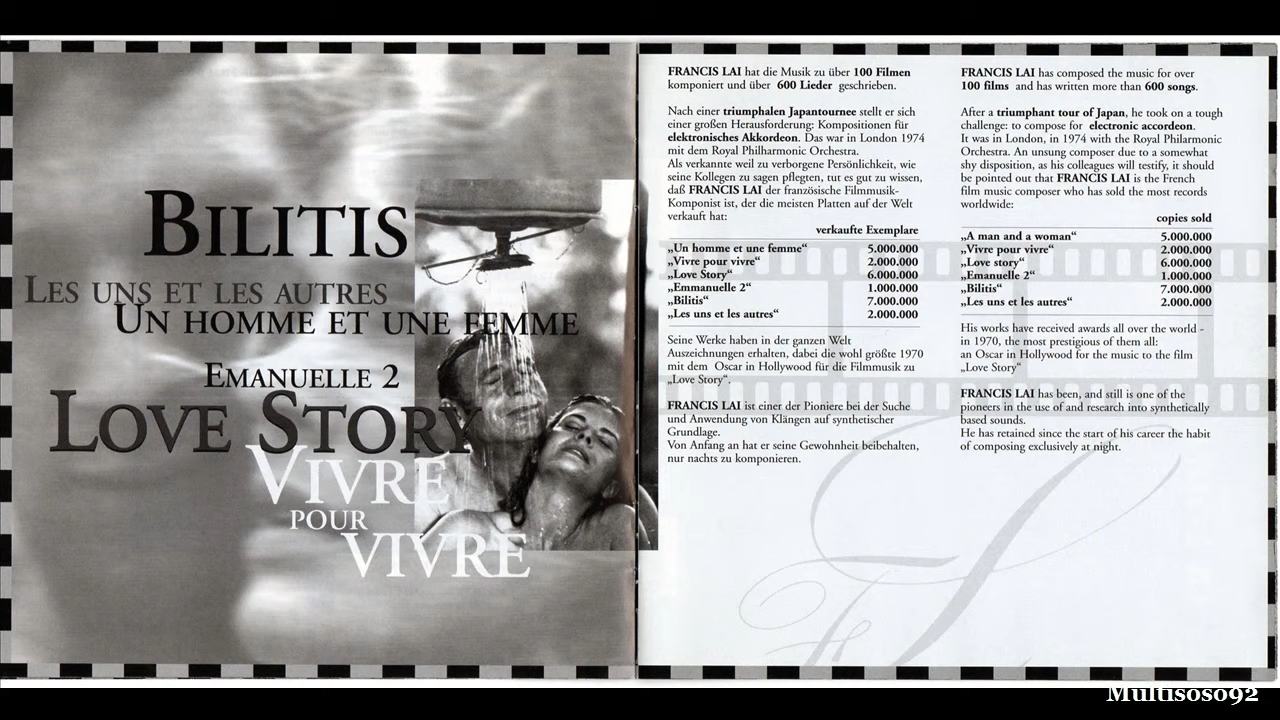 BILITIS
LES UNS ET LES AUTRES
UN HOMME ET UNE FEMME
EMANUELLE 2
LOVE STORY
VIVRE
POUR
VIVRE
FRANCIS LAI hat die Musik zu über 100 Filmen
komponiert und über 600 Lieder geschrieben.
Nach einer triumphalen Japantournee stellt er sich
einer großen Herausforderung: Kompositionen für
elektronisches Akkordeon. Das war in London 1974
mit dem Royal Philharmonic Orchestra.
Als verkannte weil zu verborgene Persönlichkeit, wie
seine Kollegen zu sagen pflegten, tut es gut zu wissen,
daß FRANCIS LAI der französische Filmmusik-
Komponist ist, der die meisten Platten auf der Welt
verkauft hat:
verkaufte Exemplare
„Un homme et une femme“ 5.000.000
„Vivre pour vivre“ 2.000.000
„Love Story“ 6.000.000
„Emmanuelle 2“ 1.000.000
„Bilitis“ 7.000.000
„Les uns et les autres“ 2.000.000
Seine Werke haben in der ganzen Welt
Auszeichnungen erhalten, dabei die wohl größte 1970
mit dem Oscar in Hollywood für die Filmmusik zu
„Love Story“.
FRANCIS LAI ist einer der Pioniere bei der Suche
und Anwendung von Klängen auf synthetischer
Grundlage.
Von Anfang an hat er seine Gewohnheit beibehalten,
nur nachts zu komponieren.
FRANCIS LAI has composed the music for over
100 films and has written more than 600 songs.
After a triumphant tour of Japan, he took on a tough
challenge: to compose for electronic accordeon.
It was in London, in 1974 with the Royal Philarmonic
Orchestra. An unsung composer due to a somewhat
shy disposition, as his colleagues will testify, it should
be pointed out that FRANCIS LAI is the French
film music composer who has sold the most records
worldwide:
copies sold
„A man and a woman“ 5.000.000
„Vivre pour vivre“ 2.000.000
„Love story“ 6.000.000
„Emanuelle 2“ 1.000.000
„Bilitis“ 7.000.000
„Les uns et les autres“ 2.000.000
His works have received awards all over the world -
in 1970, the most prestigious of them all:
an Oscar in Hollywood for the music to the film
„Love Story“
FRANCIS LAI has been, and still is one of the
pioneers in the use of and research into synthetically
based sounds.
He has retained since the start of his career the habit
of composing exclusively at night.
Multisoso92